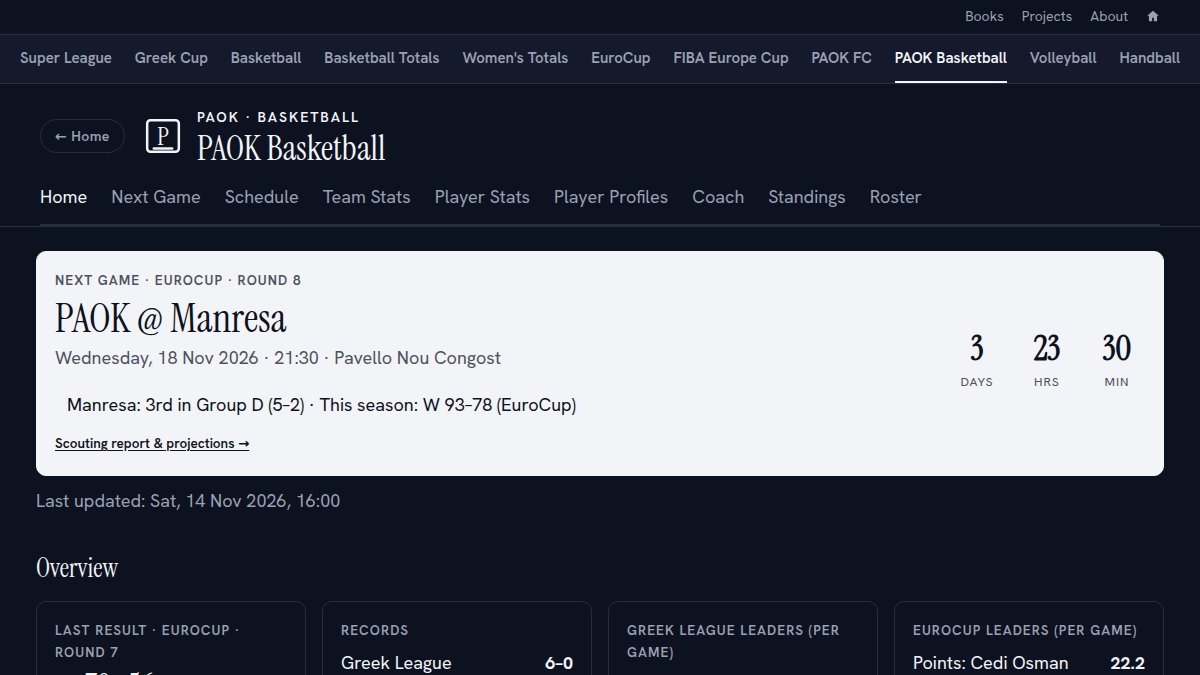 Books Projects About
Super League Greek Cup Basketball Basketball Totals Women's Totals EuroCup FIBA Europe Cup PAOK FC PAOK Basketball Volleyball Handball
← Home
P
PAOK · BASKETBALL
PAOK Basketball
Home Next Game Schedule Team Stats Player Stats Player Profiles Coach Standings Roster
NEXT GAME · EUROCUP · ROUND 8
PAOK @ Manresa
Wednesday, 18 Nov 2026 · 21:30 · Pavello Nou Congost
3 23 30
DAYS HRS MIN
Manresa: 3rd in Group D (5–2) · This season: W 93–78 (EuroCup)
Scouting report & projections →
Last updated: Sat, 14 Nov 2026, 16:00
Overview
LAST RESULT · EUROCUP ·
ROUND 7
RECORDS
Greek League 6–0
GREEK LEAGUE LEADERS (PER
GAME)
EUROCUP LEADERS (PER GAME)
Points: Cedi Osman 22.2